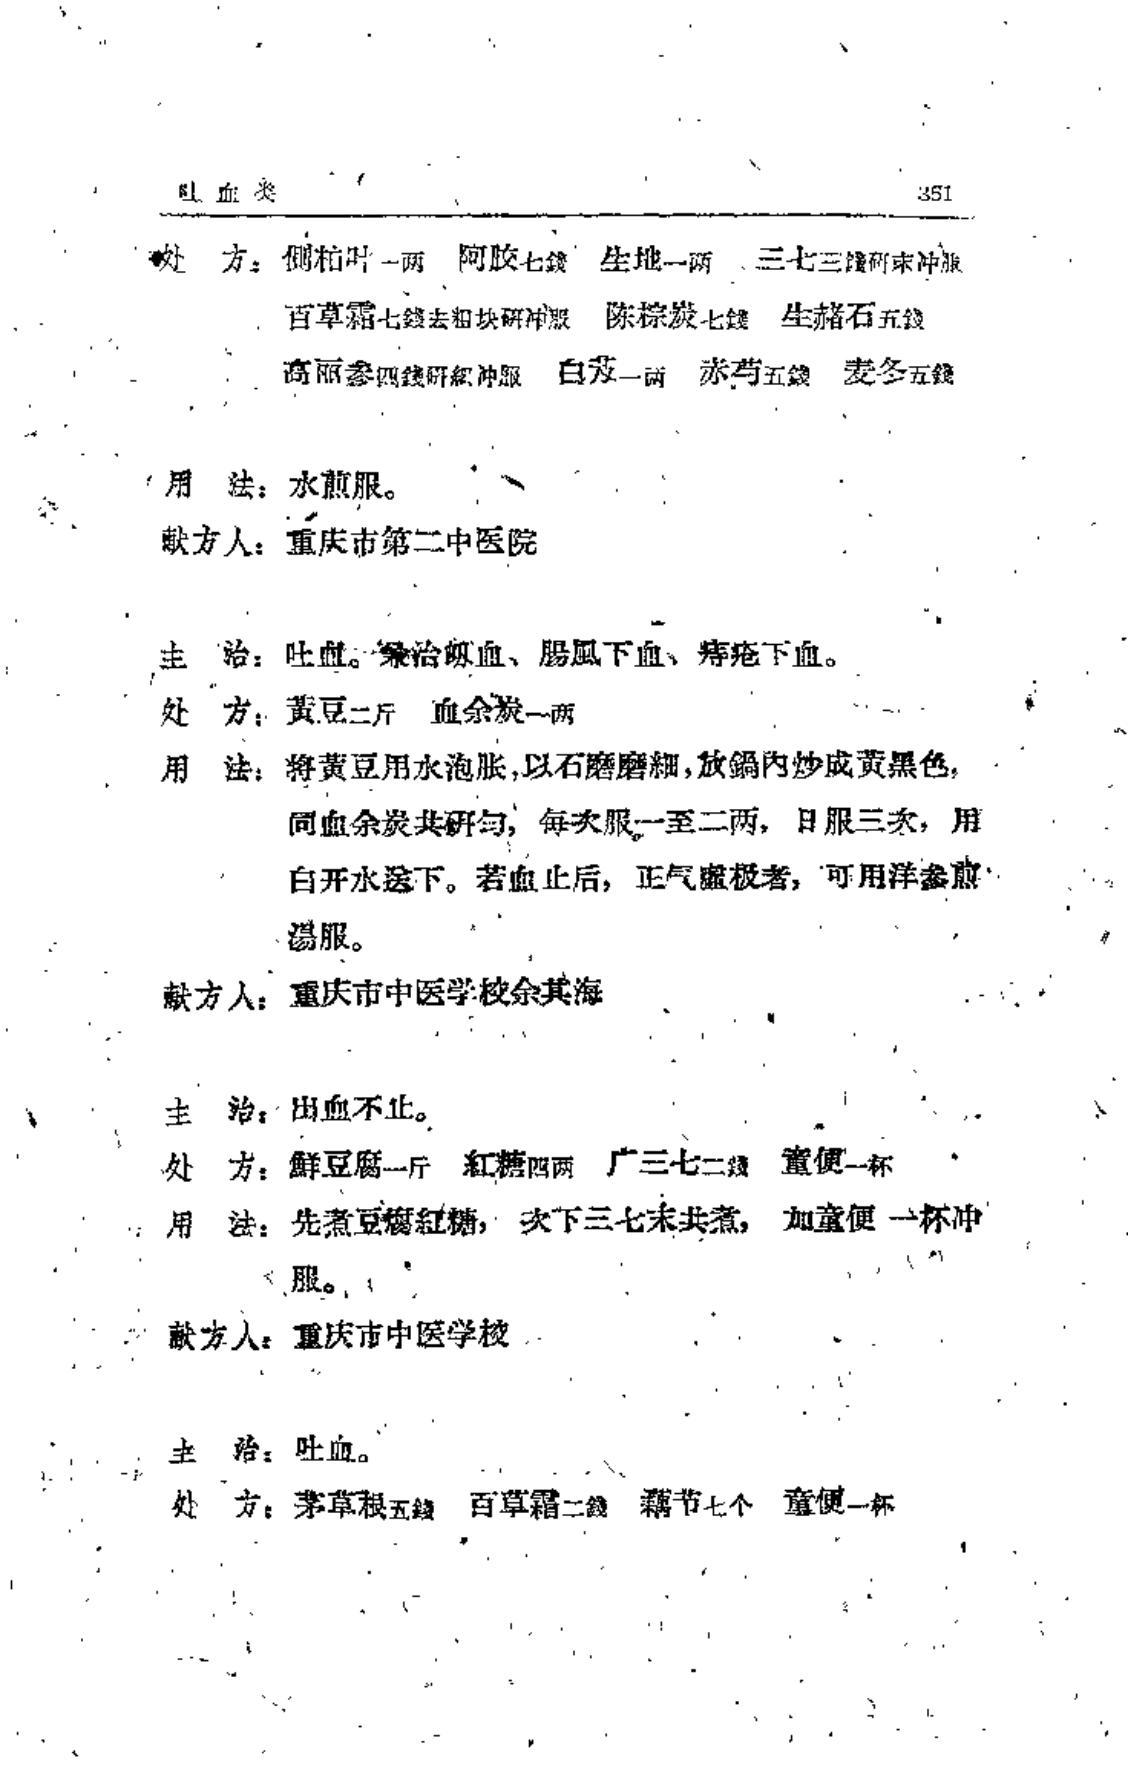 吐血类 351
处 方：側柏叶一两 阿胶七錢 生地一两 三七三錢研末冲服
百草霜七錢去粗块研冲服 陈棕炭七錢 生赭石五錢
高丽参四錢研細冲服 白芨一两 赤芍五錢 麦冬五錢
用 法：水煎服。
献方人：重庆市第二中医院
主 治：吐血。兼治衂血、腸風下血、痔疮下血。
处 方：黃豆二斤 血余炭一两
用 法：将黃豆用水泡胀，以石磨磨細，放鍋內炒成黃黑色，
同血余炭共研匀，每次服一至二两，日服三次，用
白开水送下。若血止后，正气虛极者，可用洋参煎
湯服。
献方人：重庆市中医学校余其海
主 治：出血不止。
处 方：鮮豆腐一斤 紅糖四两 广三七二錢 童便一杯
用 法：先煮豆腐紅糖，次下三七末共煮，加童便一杯冲
服。
献方人：重庆市中医学校
主 治：吐血。
处 方：茅草根五錢 百草霜二錢 藕节七个 童便一杯